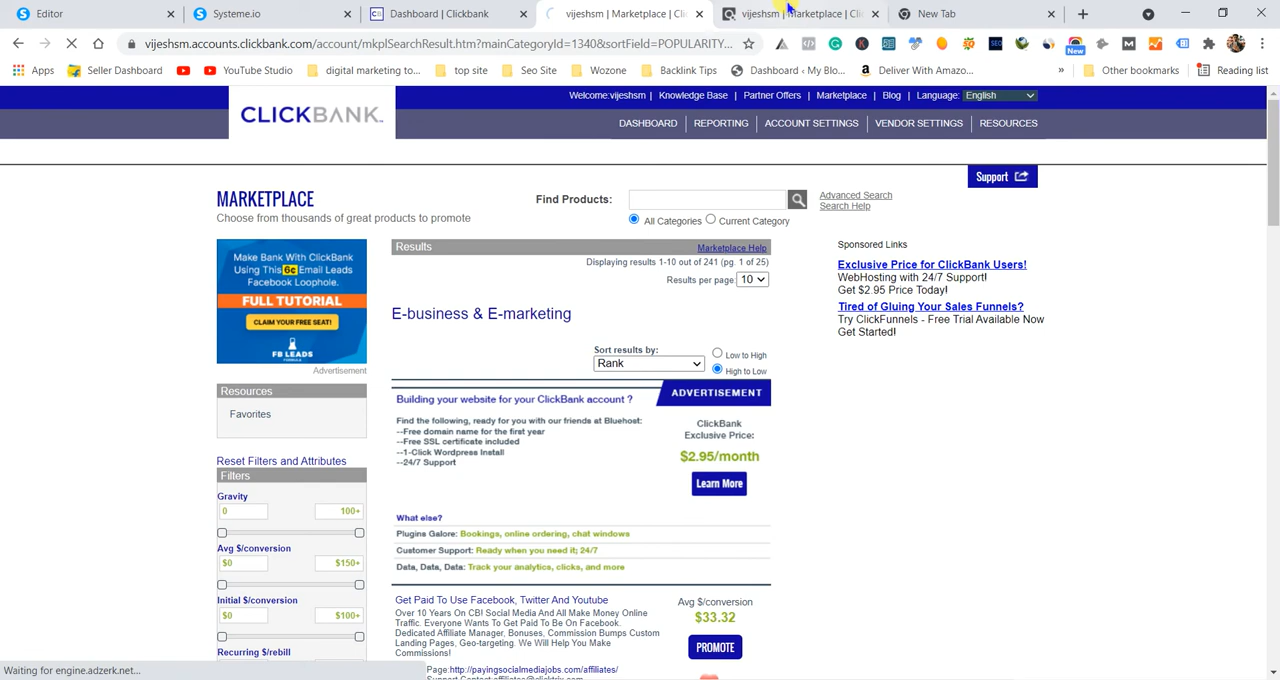 Editor
Systeme.io
Dashboard | Clickbank
vijeshsm | Marketplace | Cli
vijeshsm | marketplace | Cli
New Tab
vijeshsm.accounts.clickbank.com/account/mkplSearchResult.htm?mainCategoryId=1340&sortField=POPULARITY...
Apps
Seller Dashboard
YouTube Studio
digital marketing to...
top site
Seo Site
Wozone
Backlink Tips
Dashboard ‹ My Blo...
Deliver With Amazo...
»
Other bookmarks
Reading list
New
SEO
Welcome:vijeshsm | Knowledge Base | Partner Offers | Marketplace | Blog | Language: English
CLICKBANK
DASHBOARD | REPORTING | ACCOUNT SETTINGS | VENDOR SETTINGS | RESOURCES
Support
MARKETPLACE
Choose from thousands of great products to promote
Find Products:
All Categories
Current Category
Advanced Search
Search Help
Make Bank With ClickBank
Using This 6c Email Leads
Facebook Loophole.
FULL TUTORIAL
CLAIM YOUR FREE SEAT!
FB LEADS
FORMULA
Advertisement
Resources
Favorites
Reset Filters and Attributes
Filters
Gravity
0
100+
Avg $/conversion
$0
$150+
Initial $/conversion
$0
$100+
Recurring $/rebill
Results
Marketplace Help
Displaying results 1-10 out of 241 (pg. 1 of 25)
Results per page: 10
E-business & E-marketing
Sort results by:
Rank
Low to High
High to Low
ADVERTISEMENT
Building your website for your ClickBank account ?
Find the following, ready for you with our friends at Bluehost:
--Free domain name for the first year
--Free SSL certificate included
--1-Click Wordpress Install
--24/7 Support
ClickBank
Exclusive Price:
$2.95/month
Learn More
What else?
Plugins Galore: Bookings, online ordering, chat windows
Customer Support: Ready when you need it; 24/7
Data, Data, Data: Track your analytics, clicks, and more
Get Paid To Use Facebook, Twitter And Youtube
Over 10 Years On CB! Social Media And All Make Money Online
Traffic. Everyone Wants To Get Paid To Be On Facebook.
Dedicated Affiliate Manager, Bonuses, Commission Bumps Custom
Landing Pages, Geo-targeting. We Will Help You Make
Commissions!
Page:http://payingsocialmediajobs.com/affiliates/
Support Contact:affiliates@clicktrix.com
Avg $/conversion
$33.32
PROMOTE
Sponsored Links
Exclusive Price for ClickBank Users!
WebHosting with 24/7 Support!
Get $2.95 Price Today!
Tired of Gluing Your Sales Funnels?
Try ClickFunnels - Free Trial Available Now
Get Started!
Waiting for engine.adzerk.net...